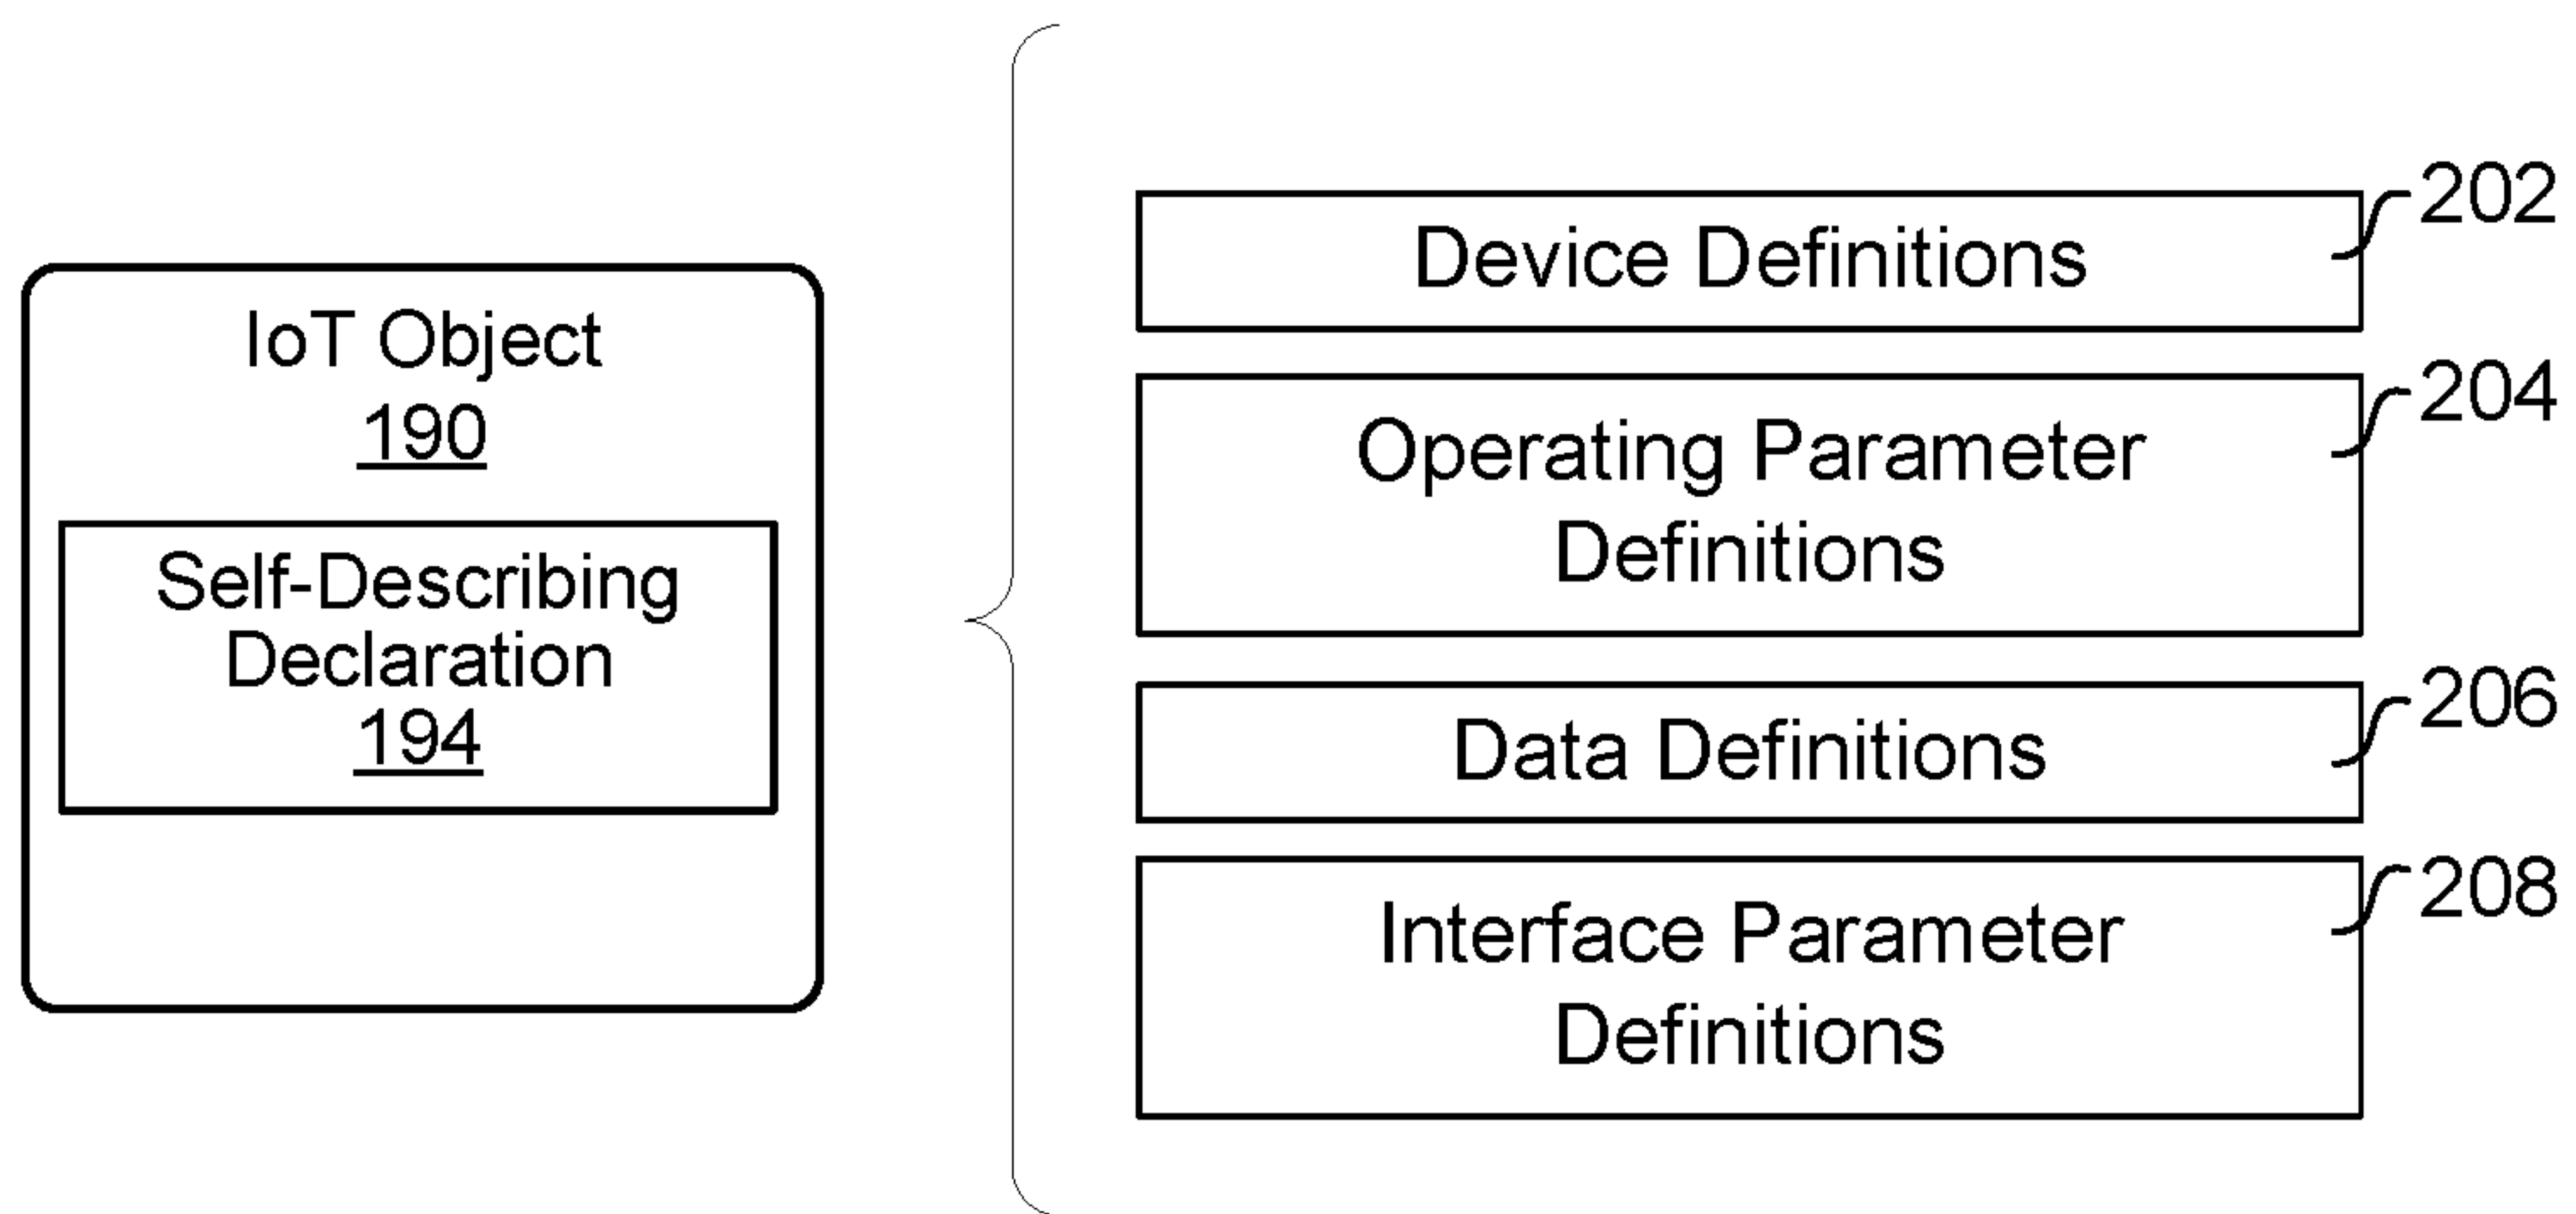 IoT Object
190
Self-Describing
Declaration
194
Device Definitions
202
Operating Parameter
Definitions
204
Data Definitions
206
Interface Parameter
Definitions
208